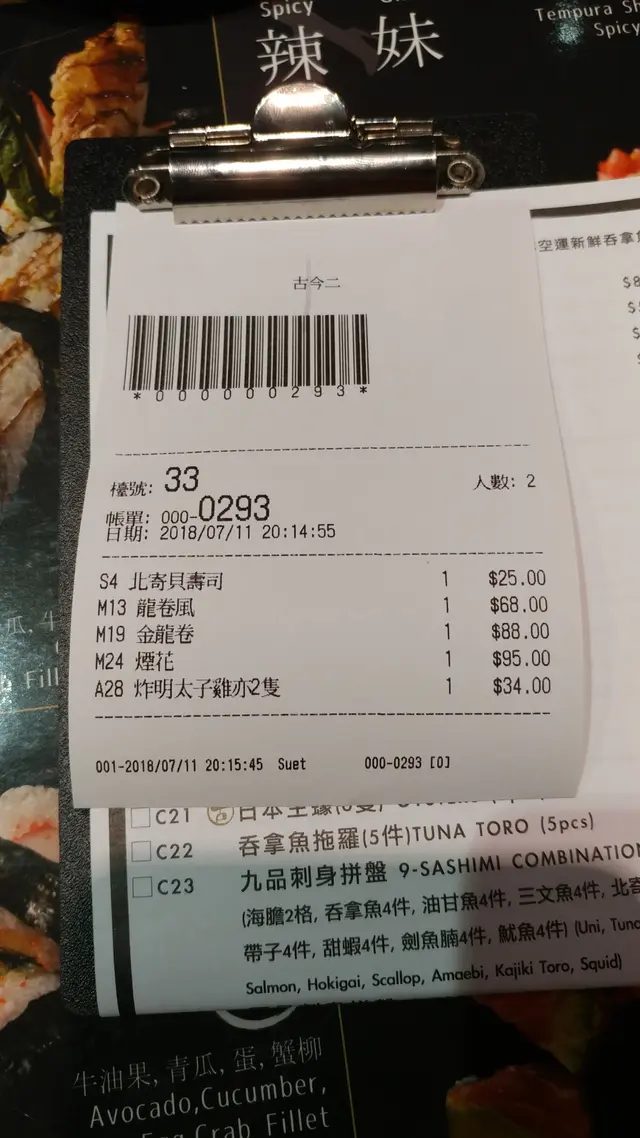 Spicy
辣妹
Tempura
Spicy
空運新鮮吞拿
古今二
*000000293*
檯號: 33
人數: 2
帳單: 000-0293
日期: 2018/07/11 20:14:55
S4 北寄貝壽司 1 $25.00
M13 龍卷風 1 $68.00
M19 金龍卷 1 $88.00
M24 煙花 1 $95.00
A28 炸明太子雞亦2隻 1 $34.00
001-2018/07/11 20:15:45 Suet 000-0293 [0]
C21 日本生蠔
C22 吞拿魚拖羅(5件)TUNA TORO (5pcs)
C23 九品刺身拼盤 9-SASHIMI COMBINATION
(海膽2格, 吞拿魚4件, 油甘魚4件, 三文魚4件, 北寄
帶子4件, 甜蝦4件, 劍魚腩4件, 魷魚4件) (Uni, Tuna
Salmon, Hokigai, Scallop, Amaebi, Kajiki Toro, Squid)
牛油果, 青瓜, 蛋, 蟹柳
Avocado,Cucumber,
Egg,Crab Fillet